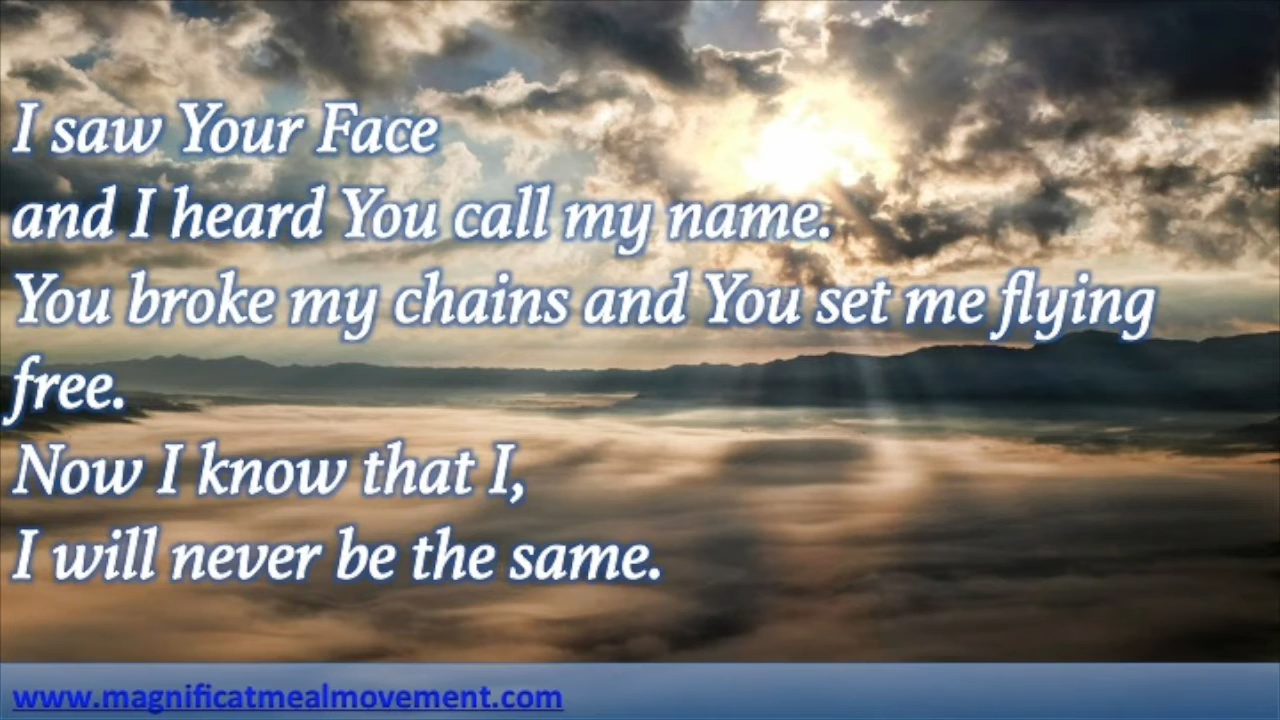 I saw Your Face
and I heard You call my name.
You broke my chains and You set me flying
free.
Now I know that I,
I will never be the same.
www.magnificatmealmovement.com